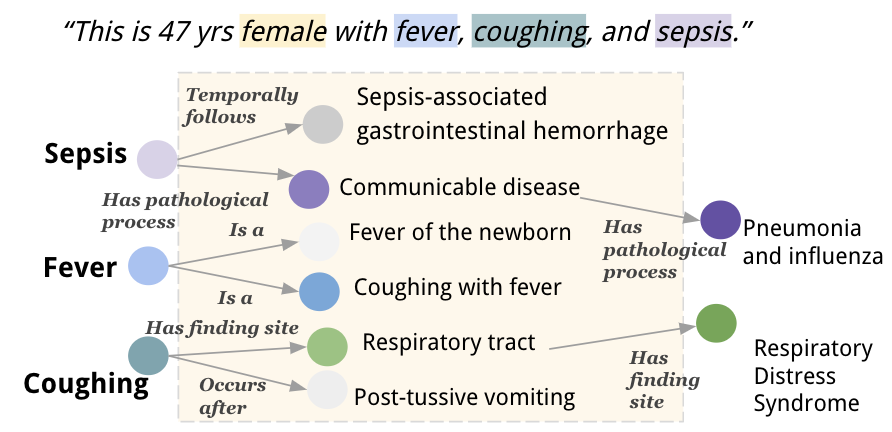 “This is 47 yrs female with fever, coughing, and sepsis.”
Temporally
follows
Sepsis-associated
gastrointestinal hemorrhage
Sepsis
Communicable disease
Has pathological
process
Is a
Fever of the newborn
Has
pathological
process
Pneumonia
and influenza
Fever
Coughing with fever
Is a
Has finding site
Respiratory tract
Coughing
Occurs
after
Post-tussive vomiting
Has
finding
site
Respiratory
Distress
Syndrome